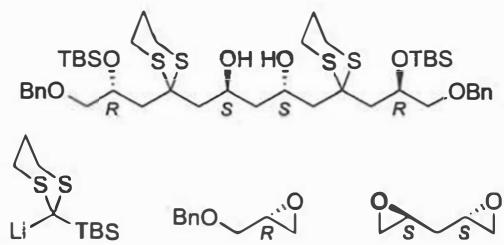 TBSO S S OH HO S S OTBS
BnO R S S R OBn
S S
Li TBS
BnO O R
O S S O